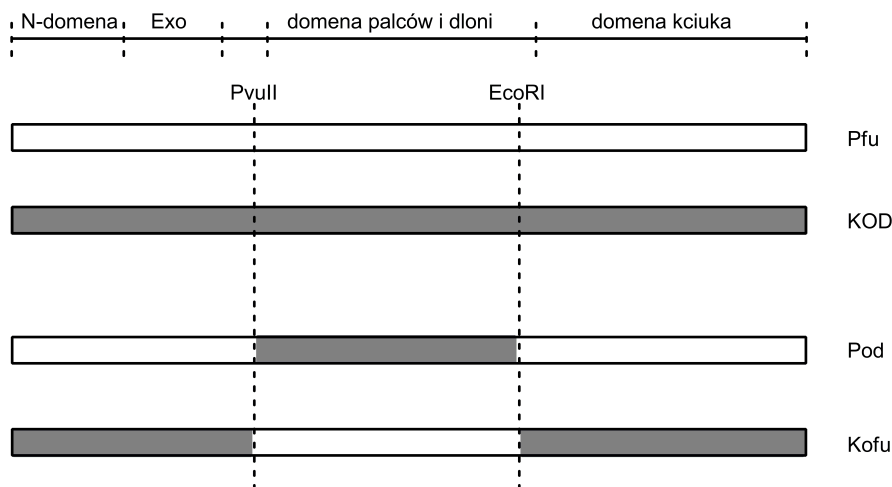 N-domena Exo domena palców i dloni domena kciuka
PvuII EcoRI
Pfu
KOD
Pod
Kofu